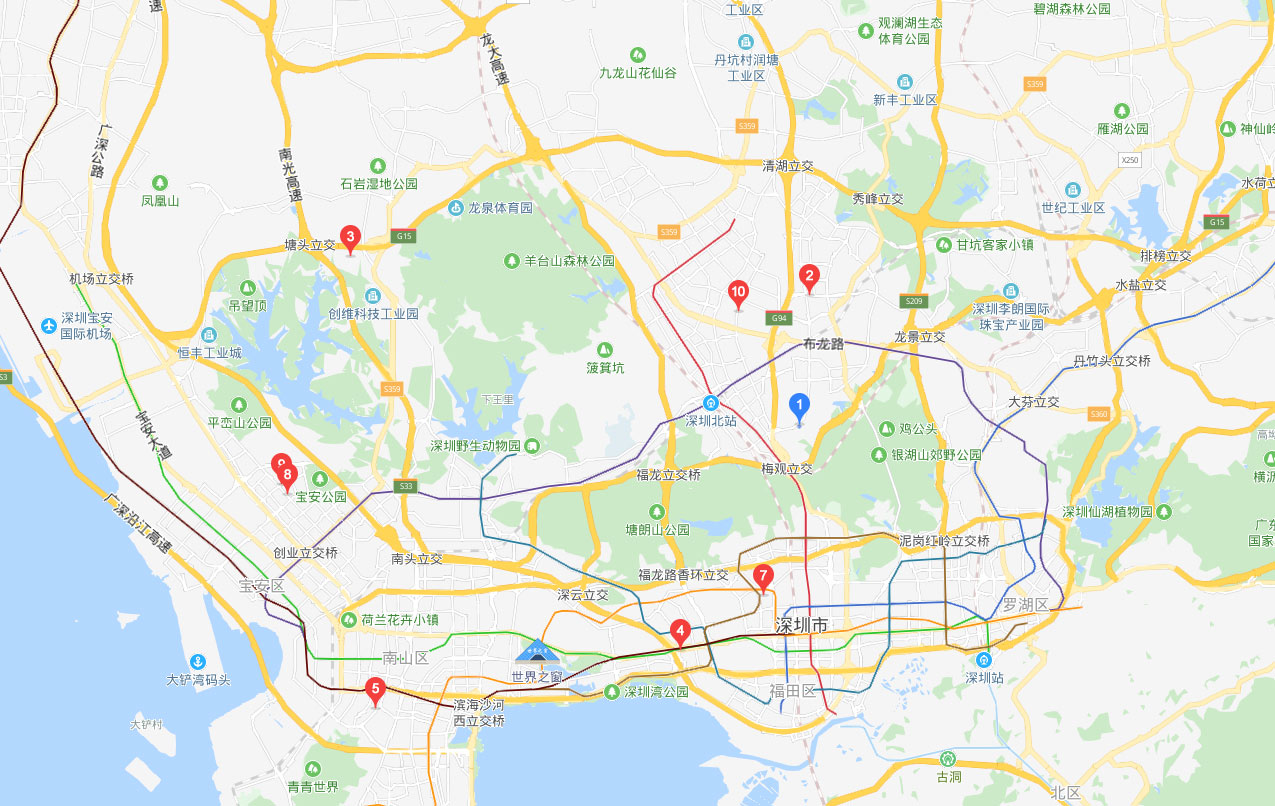 速
工业区
碧湖森林公园
观澜湖生态
体育公园
龙大高速
丹坑村润塘
工业区
九龙山花仙谷
新丰工业区
S359
S359
雁湖公园
神仙岭
广深公路
南光高速
石岩湿地公园
清湖立交
X250
凤凰山
龙泉体育园
秀峰立交
世纪工业区
水荷立
塘头立交
3
G15
S359
G15
甘坑客家小镇
排榜立交
机场立交桥
羊台山森林公园
2
水盐立交
吊望顶
10
S209
创维科技工业园
深圳李朗国际
珠宝产业园
深圳宝安
国际机场
G94
恒丰工业城
布龙路
龙景立交
菠箕坑
丹竹头立交桥
S3
S359
下王里
1
大芬立交
平峦山公园
深圳北站
S360
宝安大道
深圳野生动物园
鸡公头
银湖山郊野公园
9
8
福龙立交桥
梅观立交
S33
宝安公园
广深沿江高速
塘朗山公园
深圳仙湖植物园
创业立交桥
泥岗红岭立交桥
南头立交
宝安区
福龙路香环立交
7
深云立交
罗湖区
荷兰花卉小镇
4
深圳市
南山区
世界之窗
大铲湾码头
深圳站
5
深圳湾公园
福田区
滨海沙河
西立交桥
大铲村
青青世界
古洞
北区